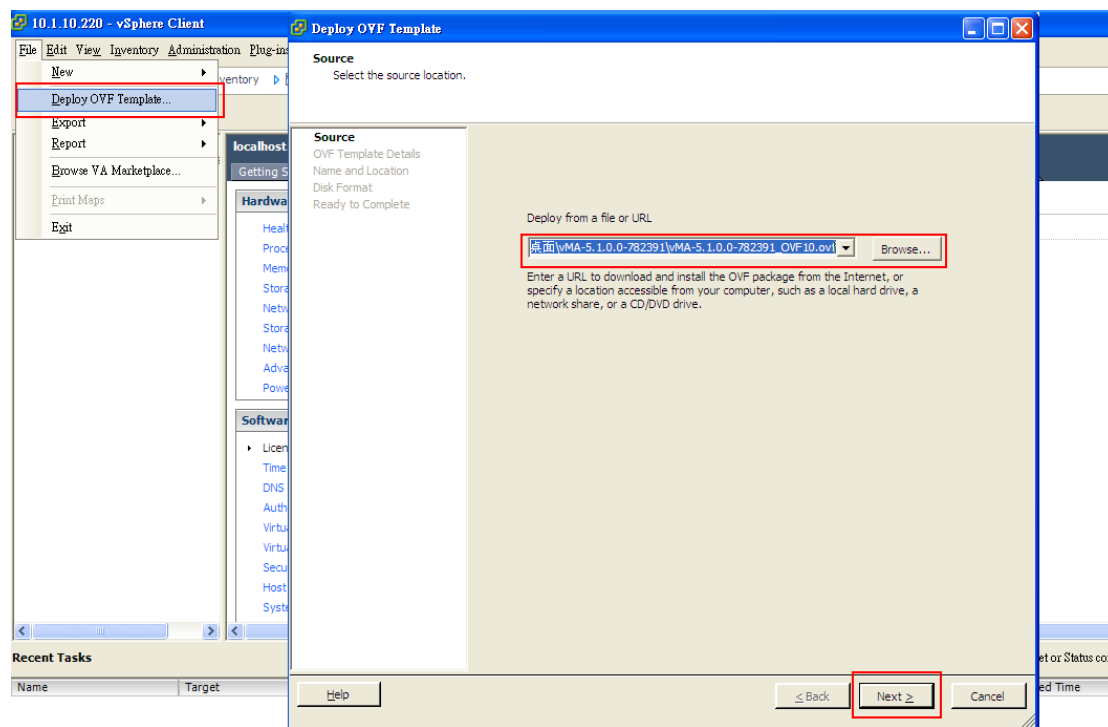 10.1.10.220 - vSphere Client
File Edit View Inventory Administration Plug-ins
New
Deploy OVF Template...
Export
Report
Browse VA Marketplace...
Print Maps
Exit
localhost
Getting S
Hardwa
Healt
Proce
Mem
Stora
Netw
Stora
Netw
Adva
Powe
Softwar
Licen
Time
DNS
Auth
Virtu
Virtu
Secu
Host
Syste
Recent Tasks
Name Target
Deploy OVF Template
Source
Select the source location.
Source
OVF Template Details
Name and Location
Disk Format
Ready to Complete
Deploy from a file or URL
桌面\vMA-5.1.0.0-782391\vMA-5.1.0.0-782391_OVF10.ovf Browse...
Enter a URL to download and install the OVF package from the Internet, or
specify a location accessible from your computer, such as a local hard drive, a
network share, or a CD/DVD drive.
Help
< Back Next > Cancel
et or Status co
ed Time